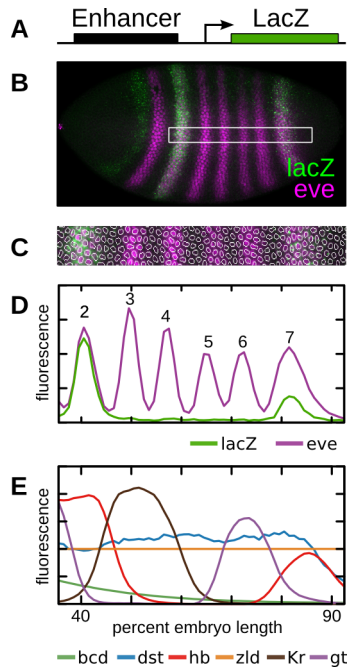 A Enhancer LacZ
B
lacZ
eve
C
D 2 3 4 5 6 7
fluorescence
lacZ eve
E
fluorescence
40 90
percent embryo length
bcd dst hb zld Kr gt